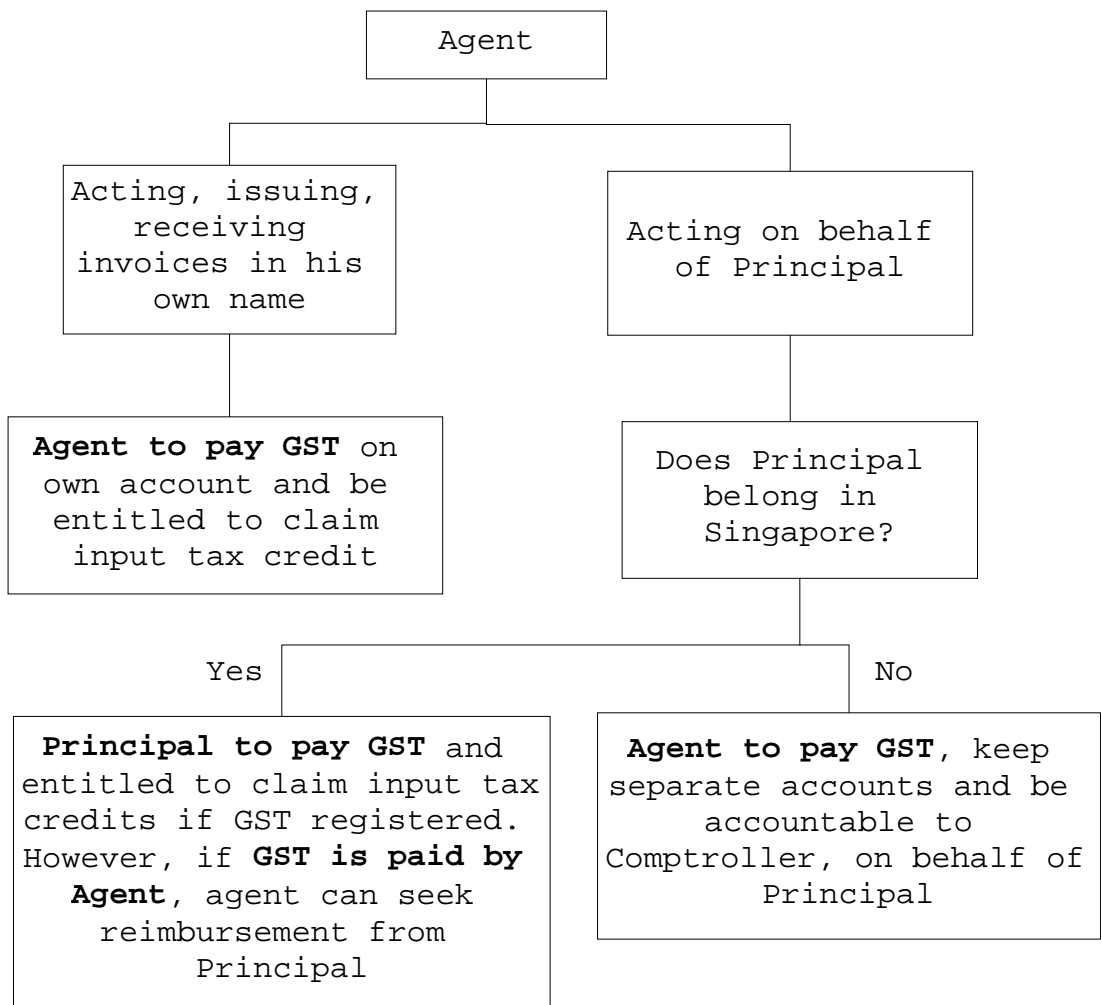 Agent
Acting, issuing,
receiving
invoices in his
own name
Acting on behalf
of Principal
Agent to pay GST on
own account and be
entitled to claim
input tax credit
Does Principal
belong in
Singapore?
Yes
No
Principal to pay GST and
entitled to claim input tax
credits if GST registered.
However, if GST is paid by
Agent, agent can seek
reimbursement from
Principal
Agent to pay GST, keep
separate accounts and be
accountable to
Comptroller, on behalf of
Principal